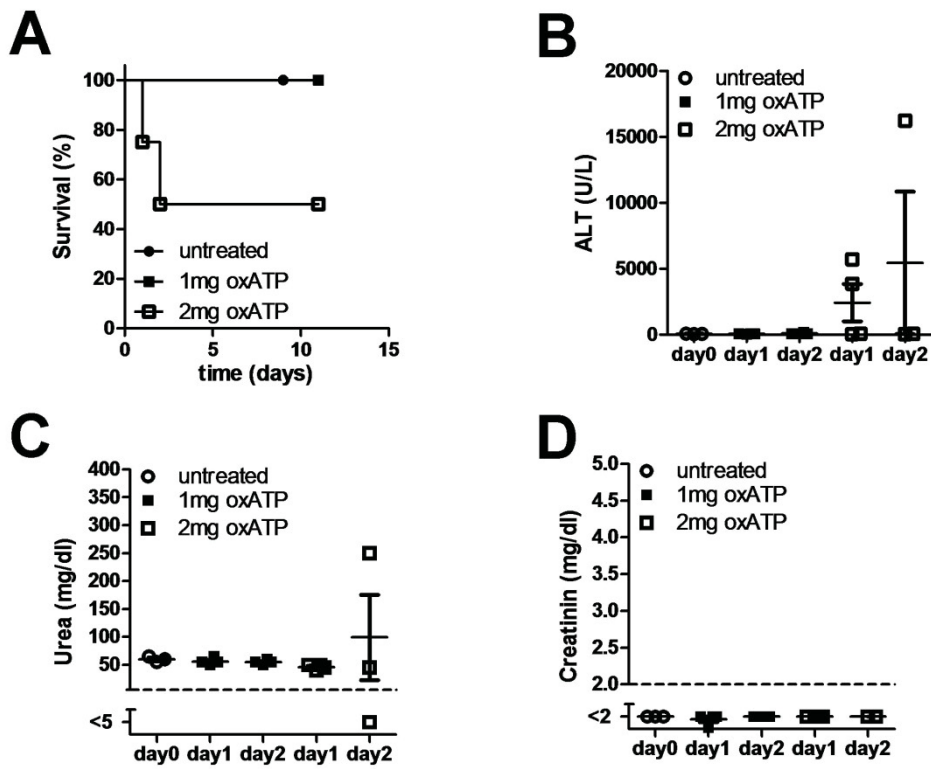 A
Survival (%)
100
80
60
40
20
0
untreated
1mg oxATP
2mg oxATP
0 5 10 15
time (days)
B
ALT (U/L)
20000
15000
10000
5000
0
untreated
1mg oxATP
2mg oxATP
day0 day1 day2 day1 day2
C
Urea (mg/dl)
400
350
300
250
200
150
100
50
<5
untreated
1mg oxATP
2mg oxATP
day0 day1 day2 day1 day2
D
Creatinin (mg/dl)
5.0
4.5
4.0
3.5
3.0
2.5
2.0
<2
untreated
1mg oxATP
2mg oxATP
day0 day1 day2 day1 day2